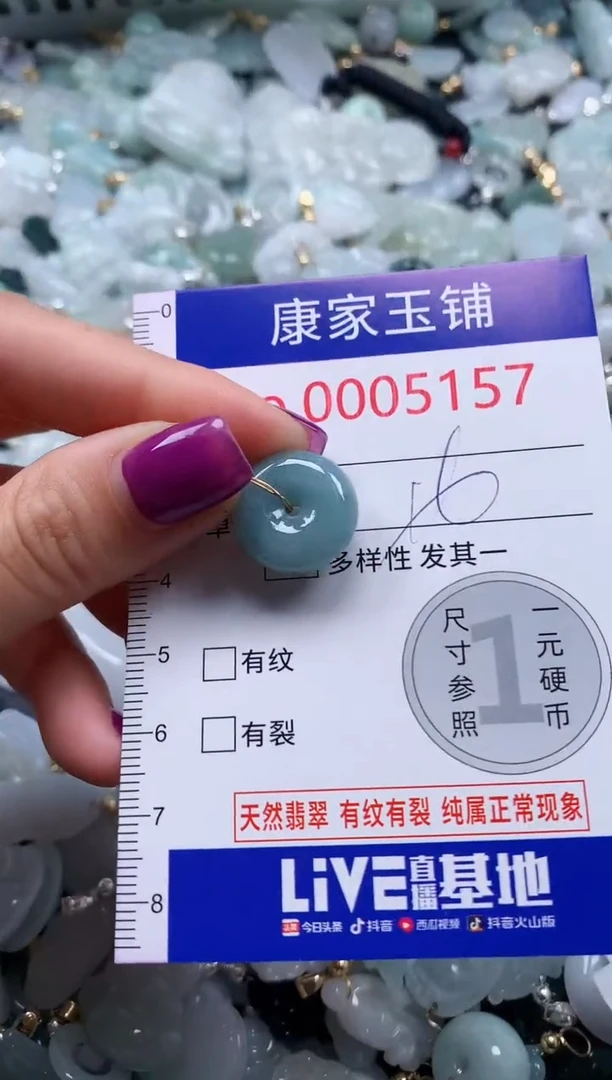 0
康家玉铺
0005157
16
多样性 发其一
4
5
有纹
尺寸参照
1
一元硬币
6
有裂
7
天然翡翠 有纹有裂 纯属正常现象
8
LiVE直播基地
头条 今日头条 抖音 西瓜视频 抖音火山版